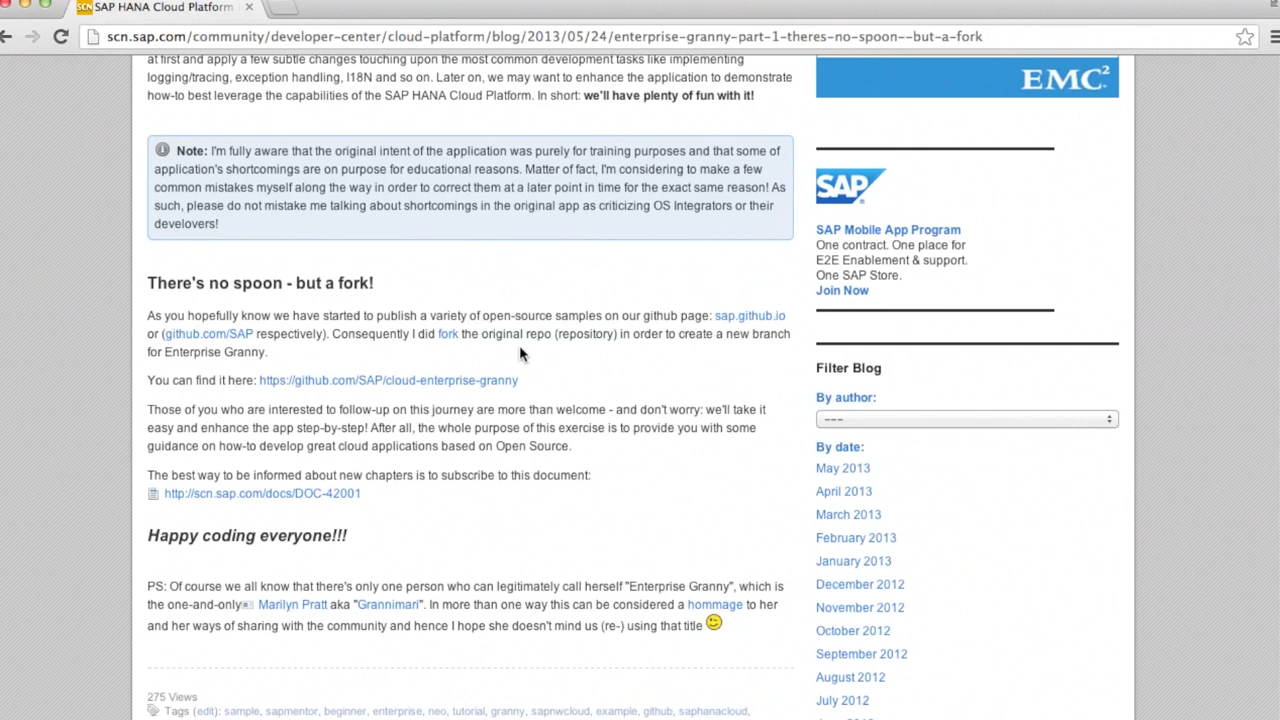 SCN SAP HANA Cloud Platform
scn.sap.com/community/developer-center/cloud-platform/blog/2013/05/24/enterprise-granny-part-1-theres-no-spoon--but-a-fork
at first and apply a few subtle changes touching upon the most common development tasks like implementing
logging/tracing, exception handling, I18N and so on. Later on, we may want to enhance the application to demonstrate
how-to best leverage the capabilities of the SAP HANA Cloud Platform. In short: we'll have plenty of fun with it!
Note: I'm fully aware that the original intent of the application was purely for training purposes and that some of
application's shortcomings are on purpose for educational reasons. Matter of fact, I'm considering to make a few
common mistakes myself along the way in order to correct them at a later point in time for the exact same reason! As
such, please do not mistake me talking about shortcomings in the original app as criticizing OS Integrators or their
develovers!
There's no spoon - but a fork!
As you hopefully know we have started to publish a variety of open-source samples on our github page: sap.github.io
or (github.com/SAP respectively). Consequently I did fork the original repo (repository) in order to create a new branch
for Enterprise Granny.
You can find it here: https://github.com/SAP/cloud-enterprise-granny
Those of you who are interested to follow-up on this journey are more than welcome - and don't worry: we'll take it
easy and enhance the app step-by-step! After all, the whole purpose of this exercise is to provide you with some
guidance on how-to develop great cloud applications based on Open Source.
The best way to be informed about new chapters is to subscribe to this document:
http://scn.sap.com/docs/DOC-42001
Happy coding everyone!!!
PS: Of course we all know that there's only one person who can legitimately call herself "Enterprise Granny", which is
the one-and-only Marilyn Pratt aka "Grannimari". In more than one way this can be considered a hommage to her
and her ways of sharing with the community and hence I hope she doesn't mind us (re-) using that title
275 Views
Tags (edit): sample, sapmentor, beginner, enterprise, neo, tutorial, granny, sapnwcloud, example, github, saphanacloud,
EMC²
SAP
SAP Mobile App Program
One contract. One place for
E2E Enablement & support.
One SAP Store.
Join Now
Filter Blog
By author:
---
By date:
May 2013
April 2013
March 2013
February 2013
January 2013
December 2012
November 2012
October 2012
September 2012
August 2012
July 2012